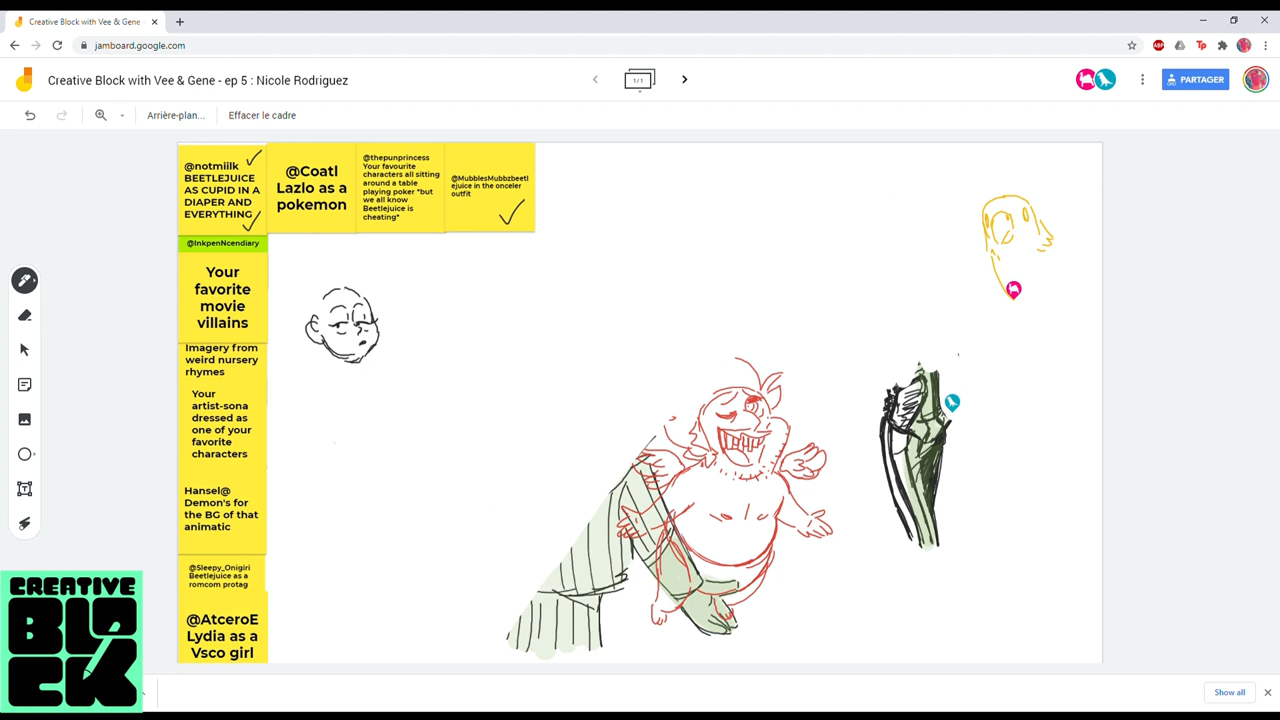 Creative Block with Vee & Gene -
jamboard.google.com
ABP
Tp
Creative Block with Vee & Gene - ep 5 : Nicole Rodriguez
1/1
PARTAGER
Arrière-plan...
Effacer le cadre
@notmiilk
BEETLEJUICE
AS CUPID IN A
DIAPER AND
EVERYTHING
@Coatl
Lazlo as a
pokemon
@thepunprincess
Your favourite
characters all sitting
around a table
playing poker *but
we all know
Beetlejuice is
cheating*
@MubblesMubbzbeetl
ejuice in the onceler
outfit
@InkpenNcendiary
Your
favorite
movie
villains
Imagery from
weird nursery
rhymes
Your
artist-sona
dressed as
one of your
favorite
characters
Hansel@
Demon's for
the BG of that
animatic
@Sleepy_Onigiri
Beetlejuice as a
romcom protag
@AtceroE
Lydia as a
Vsco girl
CREATIVE
BLOCK
Show all